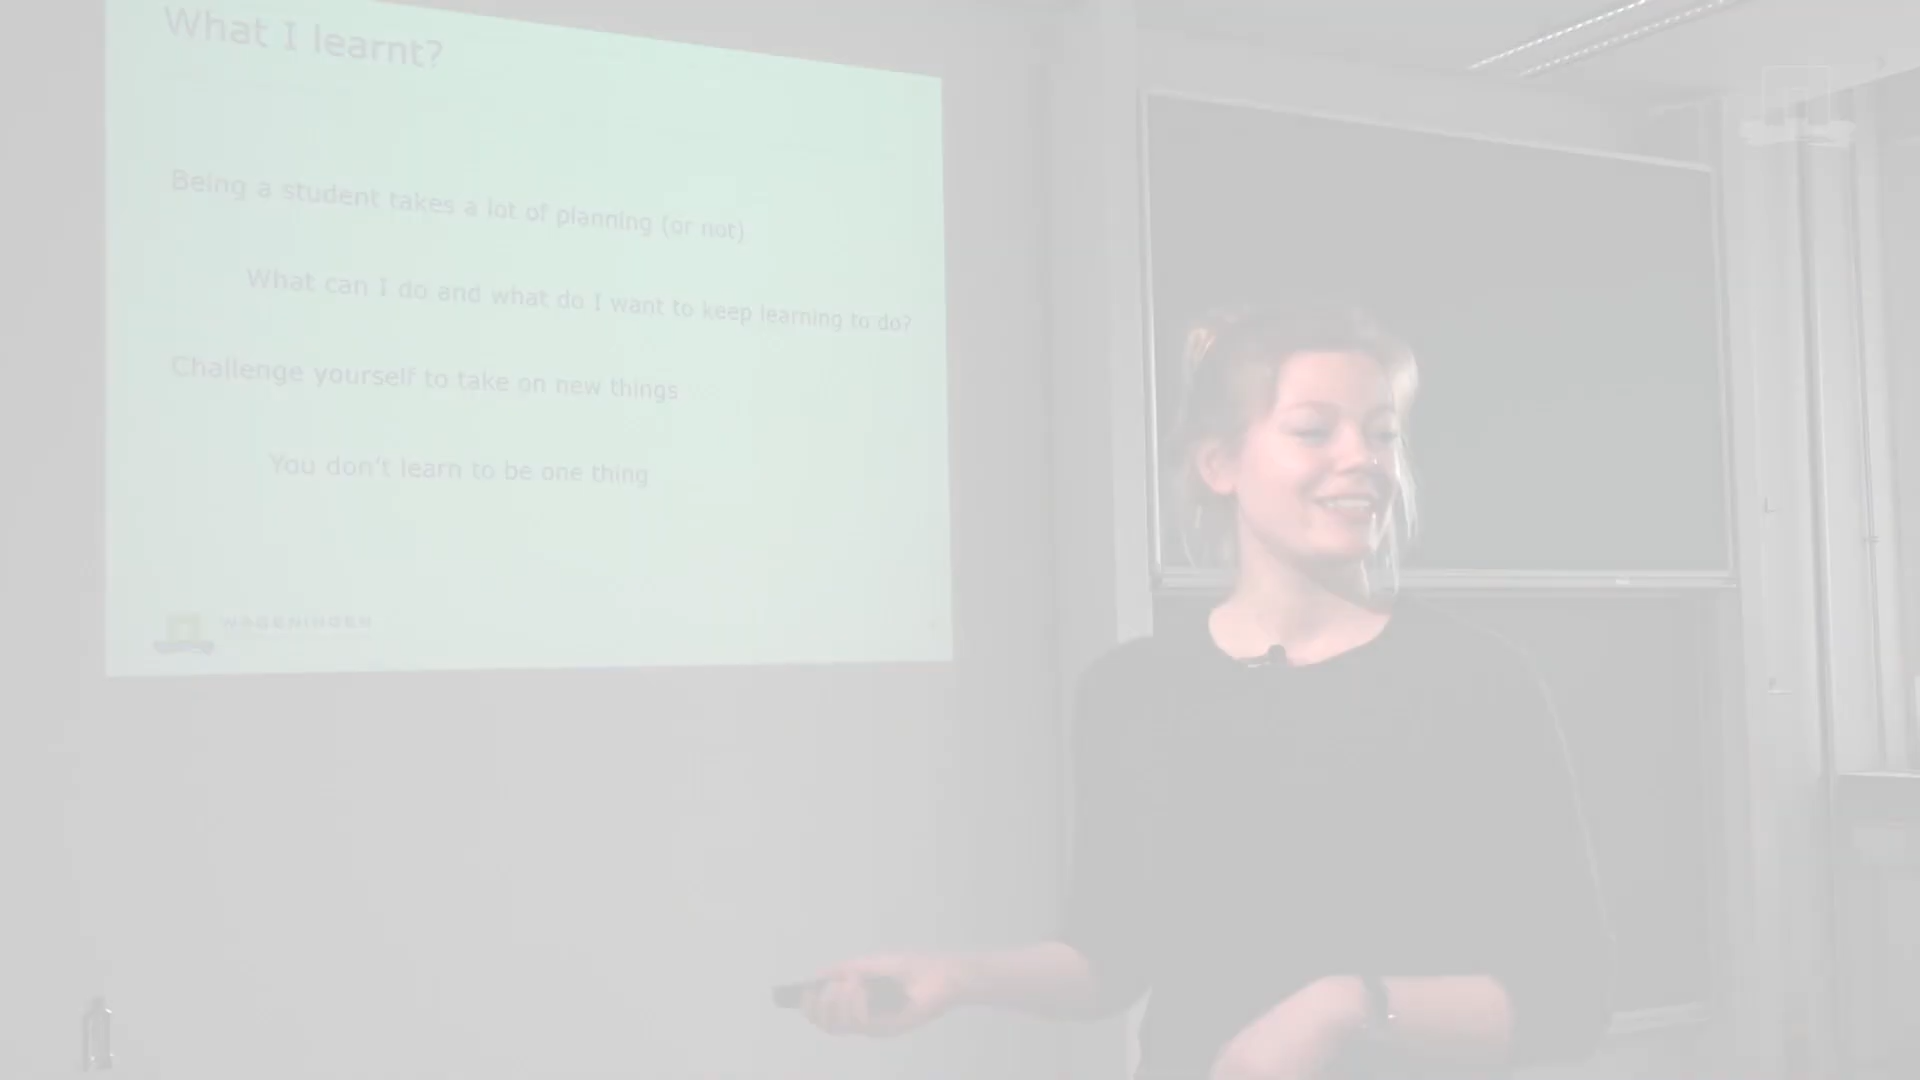 What I learnt?
Being a student takes a lot of planning (or not)
What can I do and what do I want to keep learning to do?
Challenge yourself to take on new things
You don't learn to be one thing
WAGENINGEN